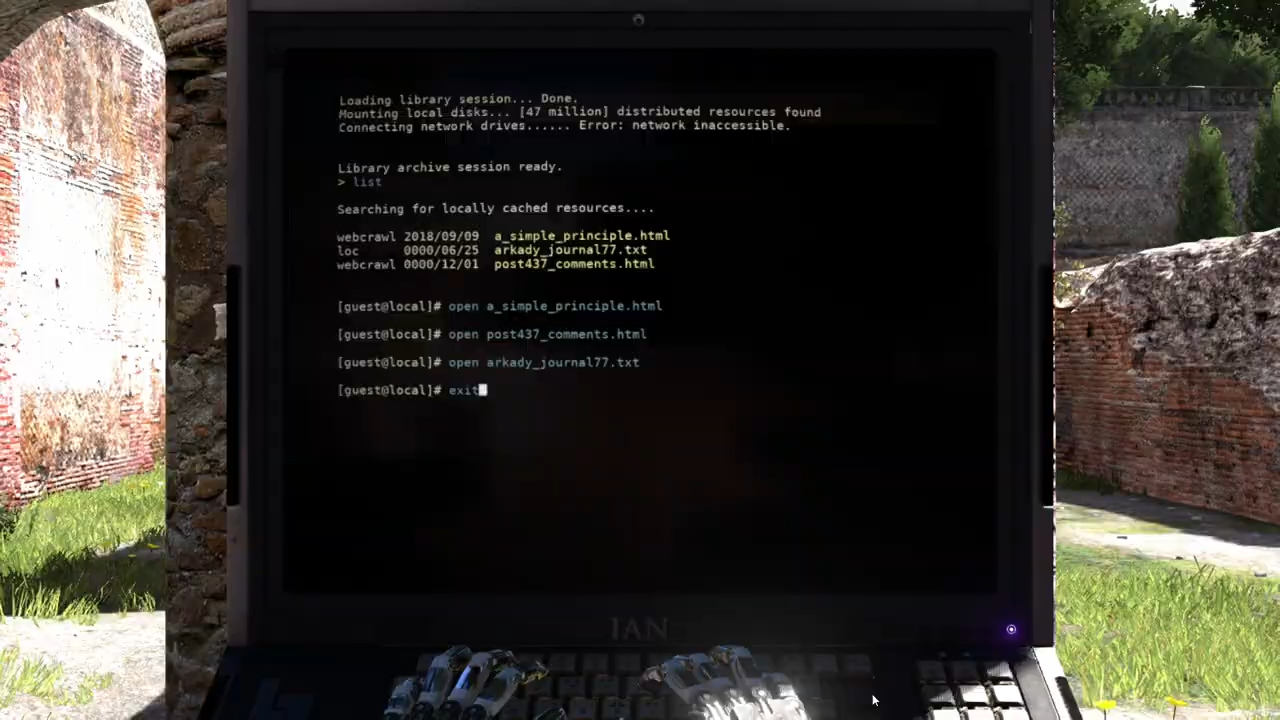 Loading library session... Done.
Mounting local disks... [47 million] distributed resources found
Connecting network drives...... Error: network inaccessible.
Library archive session ready.
> list
Searching for locally cached resources....
webcrawl 2018/09/09 a_simple_principle.html
loc 0000/06/25 arkady_journal77.txt
webcrawl 0000/12/01 post437_comments.html
[guest@local]# open a_simple_principle.html
[guest@local]# open post437_comments.html
[guest@local]# open arkady_journal77.txt
[guest@local]# exit
IAN